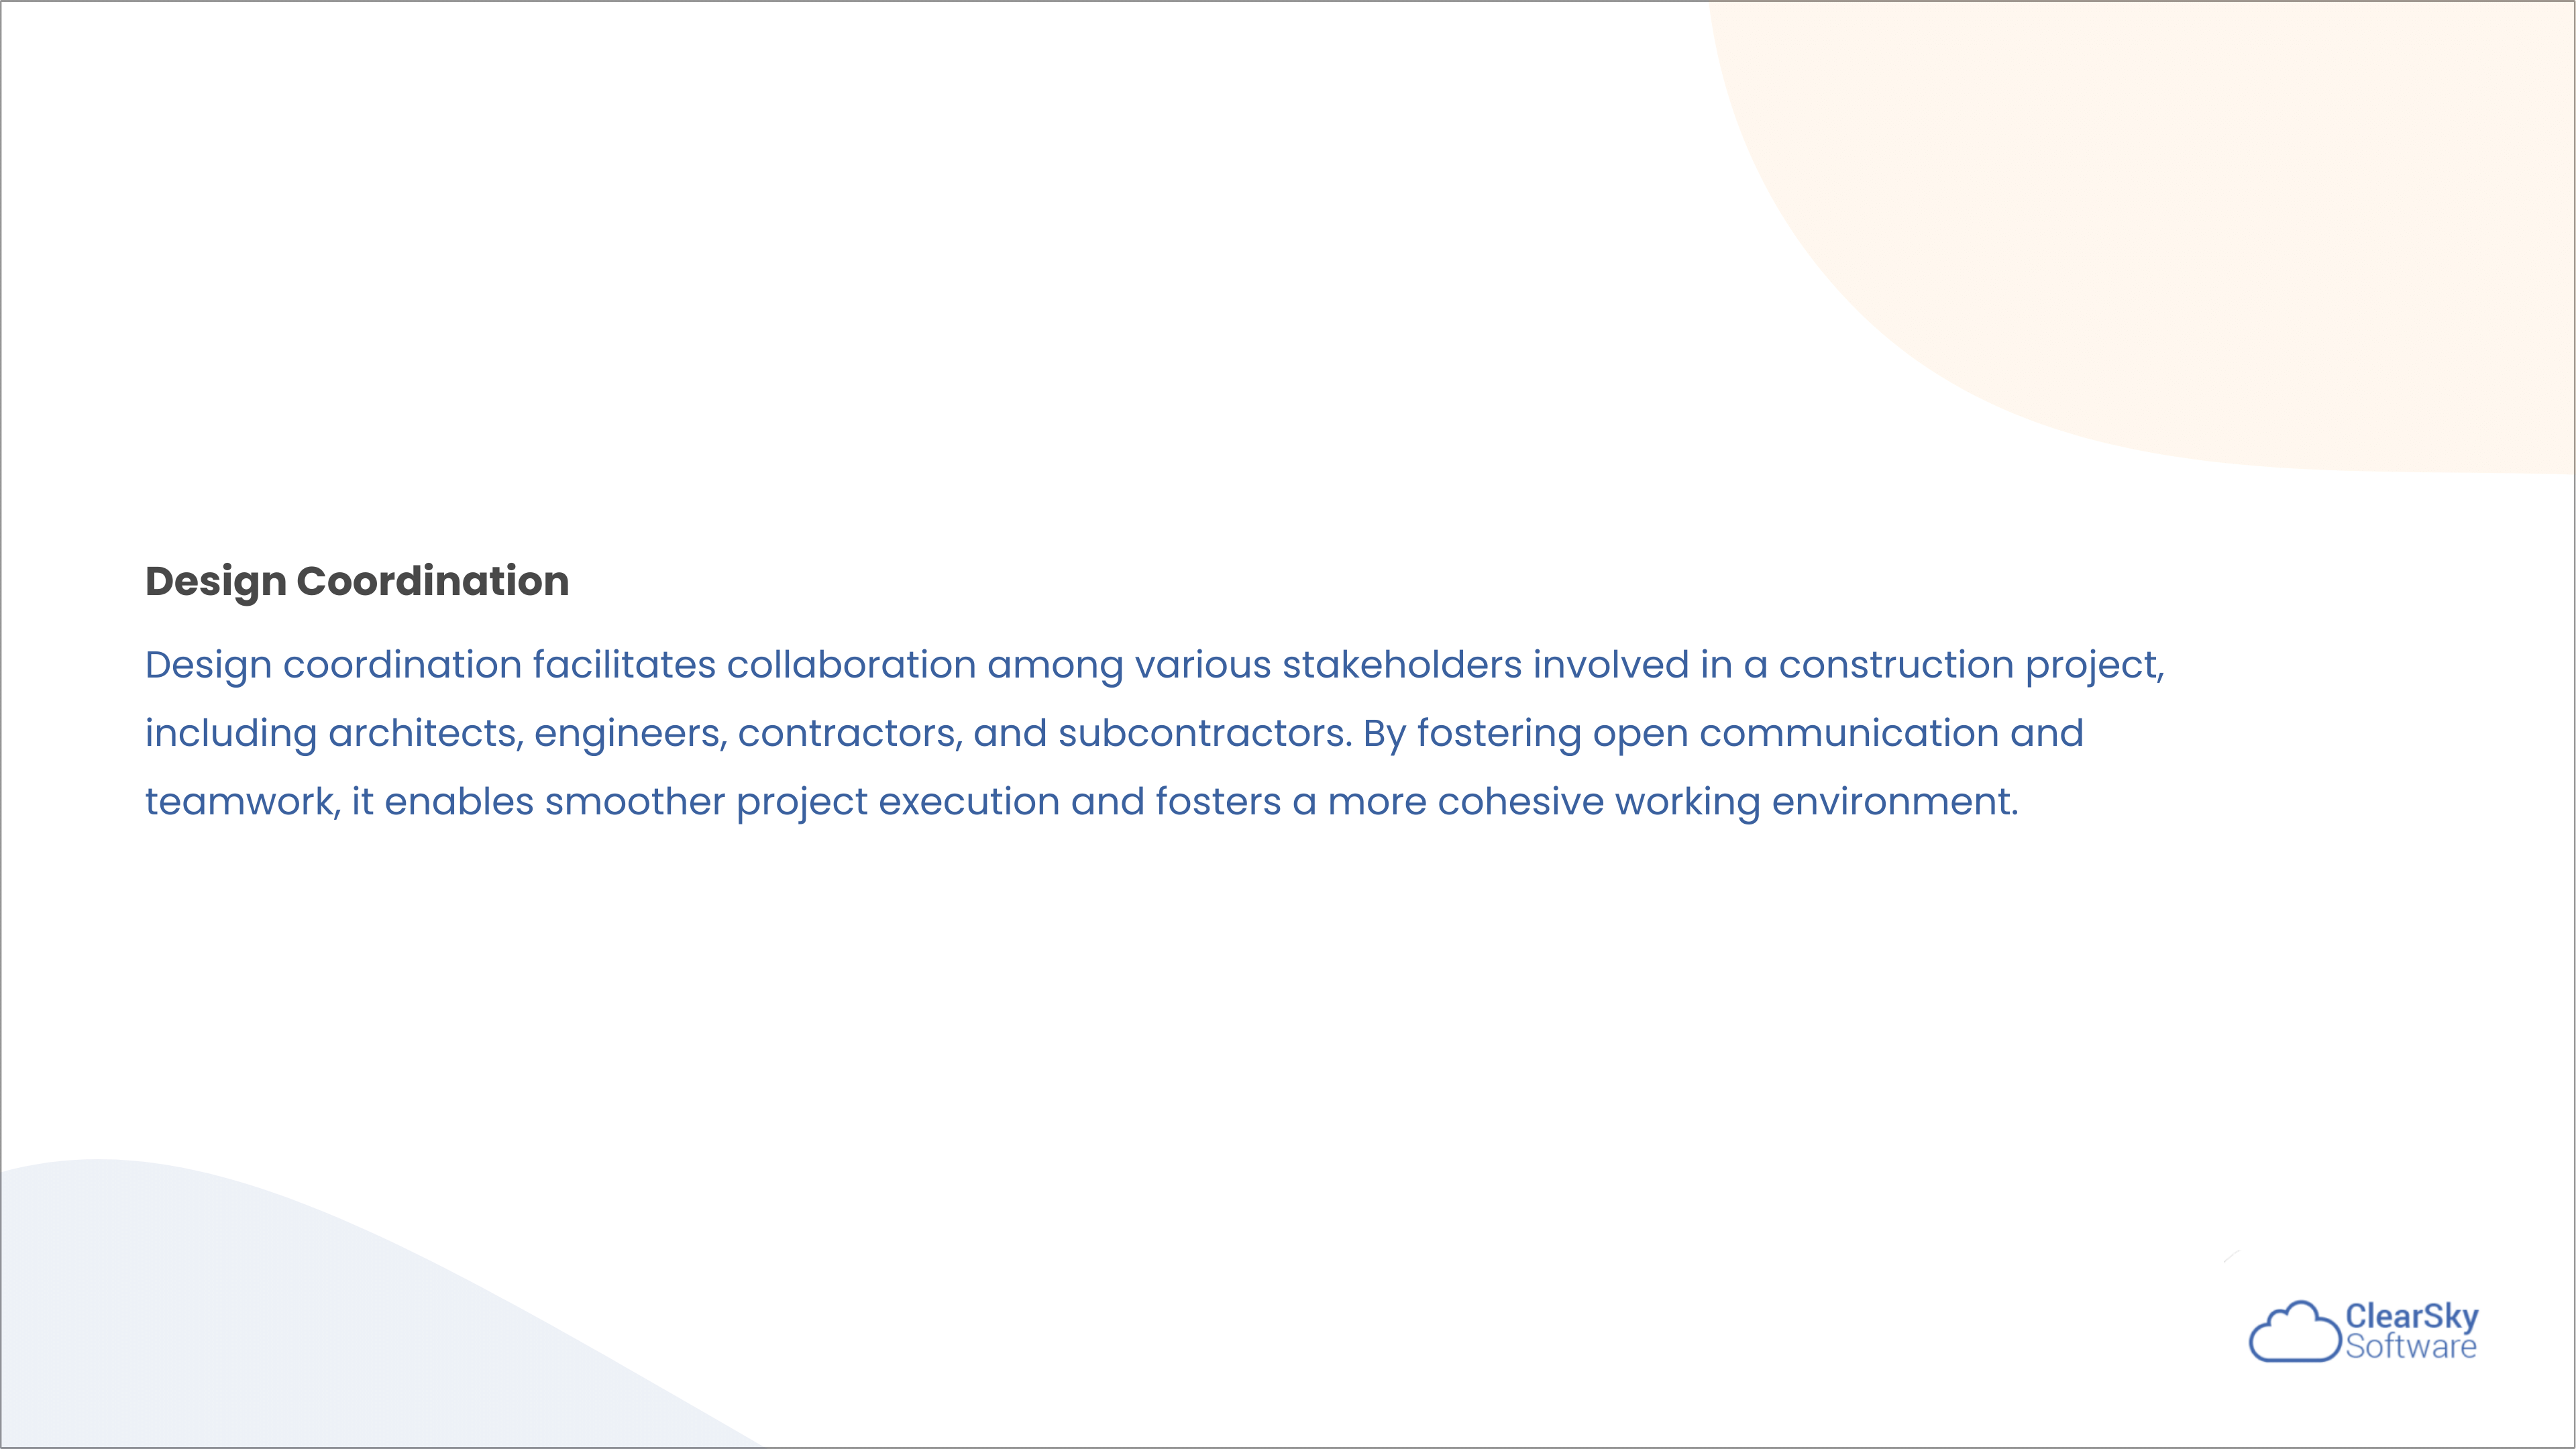 Design Coordination
Design coordination facilitates collaboration among various stakeholders involved in a construction project,
including architects, engineers, contractors, and subcontractors. By fostering open communication and
teamwork, it enables smoother project execution and fosters a more cohesive working environment.
ClearSky
Software